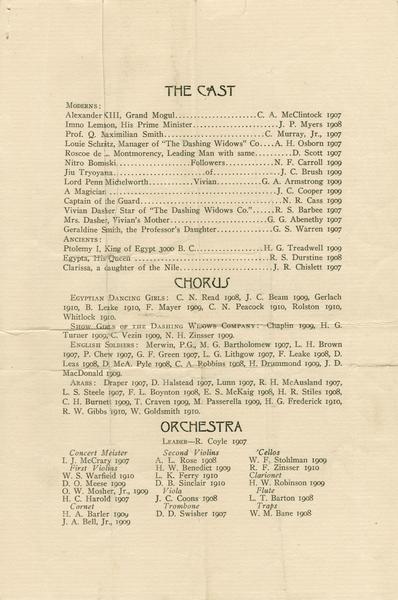 THE CAST
Moderns:
Alexander XIII, Grand Mogul......................C. A. McClintock 1907
Imno Lemson, His Prime Minister......................J. P. Myers 1908
Prof. Q. Maximilian Smith......................C. Murray, Jr., 1907
Louie Schritz, Manager of "The Dashing Widows" Co....A. H. Osborn 1907
Roscoe de Montmorency, Leading Man with same..........D. Scott 1907
Nitro Bomiski..................Followers..................N. F. Carroll 1909
Jiu Tryoyana......................of......................J. C. Brush 1909
Lord Penn Michelworth..........Vivian..........G. A. Armstrong 1909
A Magician......................J. C. Cooper 1909
Captain of the Guard......................N. R. Cass 1909
Vivian Dasher, Star of "The Dashing Widows Co."......R. S. Barbee 1907
Mrs. Dasher, Vivian's Mother..................G. G. Abenethy 1907
Geraldine Smith, the Professor's Daughter..........G. S. Warren 1907
Ancients:
Ptolemy I, King of Egypt 3000 B. C..................H. G. Treadwell 1909
Egypta, His Queen......................R. S. Durstine 1908
Clarissa, a daughter of the Nile......................J. R. Chislett 1907
CHORUS
Egyptian Dancing Girls: C. N. Read 1908, J. C. Beam 1909, Gerlach
1910, B. Leake 1910, F. Mayer 1909, C. N. Peacock 1910, Rolston 1910,
Whitlock 1910.
Show Girls of the Dashing Widows Company: Chaplin 1909, H. G.
Turner 1909, C. Vezin 1909, N. H. Zinsser 1909.
English Soldiers: Merwin, P.G., M. G. Bartholomew 1907, L. H. Brown
1907, P. Chew 1907, G. F. Green 1907, L. G. Lithgow 1907, F. Leake 1908, D.
Leas 1908, D. McA. Pyle 1908, C. A. Robbins 1908, H. Drummond 1909, J. D.
MacDonald 1909.
Arabs: Draper 1907, D. Halstead 1907, Lunn 1907, R. H. McAusland 1907,
L. S. Steele 1907, F. L. Boynton 1908, E. S. McKaig 1908, H. R. Stiles 1908,
C. H. Burnett 1909, T. Craven 1909, M. Passerella 1909, H. G. Frederick 1910,
R. W. Gibbs 1910, W. Goldsmith 1910.
ORCHESTRA
Leader—R. Coyle 1907
Concert Meister
I. J. McCrary 1907
First Violins
W. S. Warfield 1910
D. O. Meese 1909
O. W. Mosher, Jr., 1909
H. C. Harold 1907
Cornet
H. A. Barler 1909
J. A. Bell, Jr., 1909
Second Violins
A. L. Rose 1908
H. W. Benedict 1909
L. K. Ferry 1910
D. B. Sinclair 1910
Viola
J. C. Coons 1908
Trombone
D. D. Swisher 1907
'Cellos
W. F. Stohlman 1909
R. F. Zinsser 1910
Clarionet
H. W. Robinson 1909
Flute
L. T. Barton 1908
Traps
W. M. Bane 1908